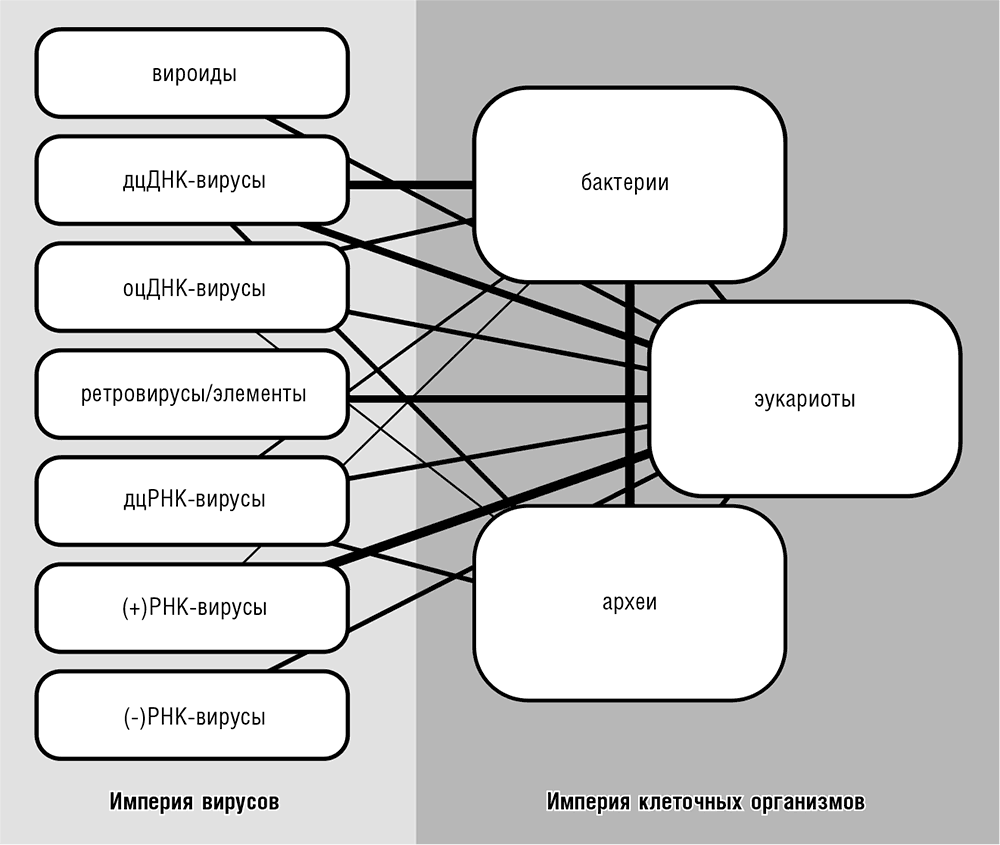 вироиды
дцДНК-вирусы
оцДНК-вирусы
ретровирусы/элементы
дцРНК-вирусы
(+)РНК-вирусы
(-)РНК-вирусы
Империя вирусов
бактерии
эукариоты
археи
Империя клеточных организмов